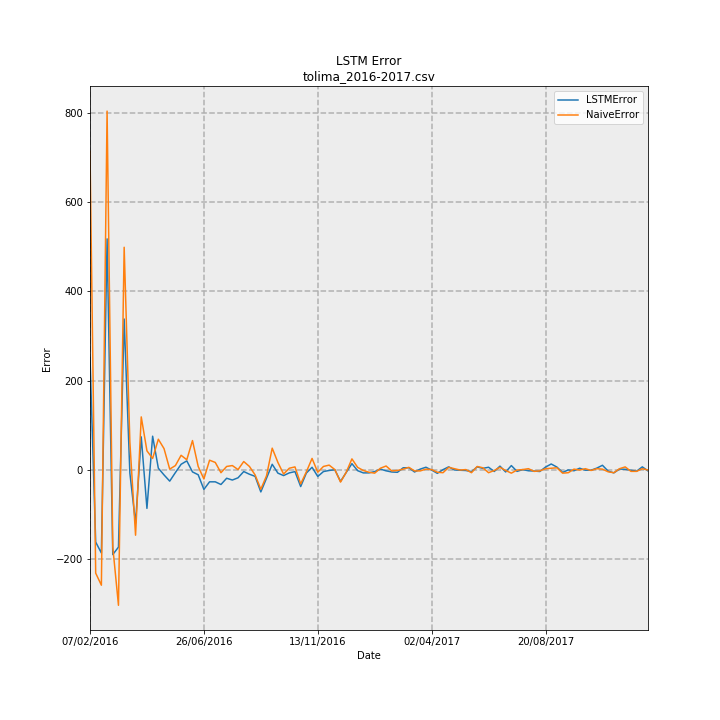 LSTM Error
tolima_2016-2017.csv
LSTMError
NaiveError
800
600
400
200
0
−200
Error
07/02/2016
26/06/2016
13/11/2016
02/04/2017
20/08/2017
Date